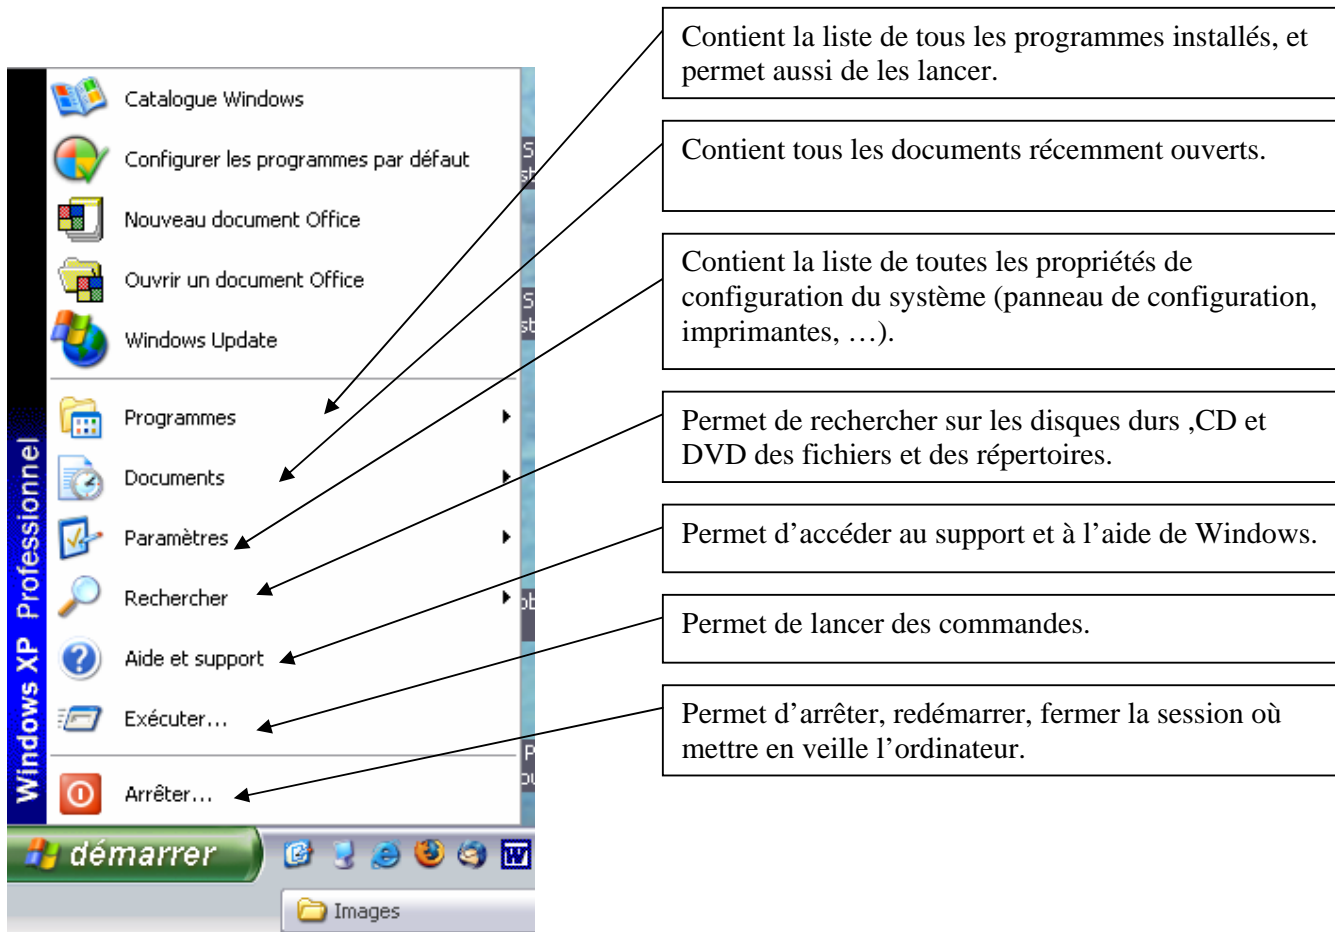 Contient la liste de tous les programmes installés, et
permet aussi de les lancer.
Contient tous les documents récemment ouverts.
Contient la liste de toutes les propriétés de
configuration du système (panneau de configuration,
imprimantes, …).
Permet de rechercher sur les disques durs ,CD et
DVD des fichiers et des répertoires.
Permet d’accéder au support et à l’aide de Windows.
Permet de lancer des commandes.
Permet d’arrêter, redémarrer, fermer la session où
mettre en veille l’ordinateur.
Catalogue Windows
Configurer les programmes par défaut
Nouveau document Office
Ouvrir un document Office
Windows Update
Programmes
Documents
Paramètres
Rechercher
Aide et support
Exécuter...
Arrêter...
Windows XP Professionnel
démarrer
Images